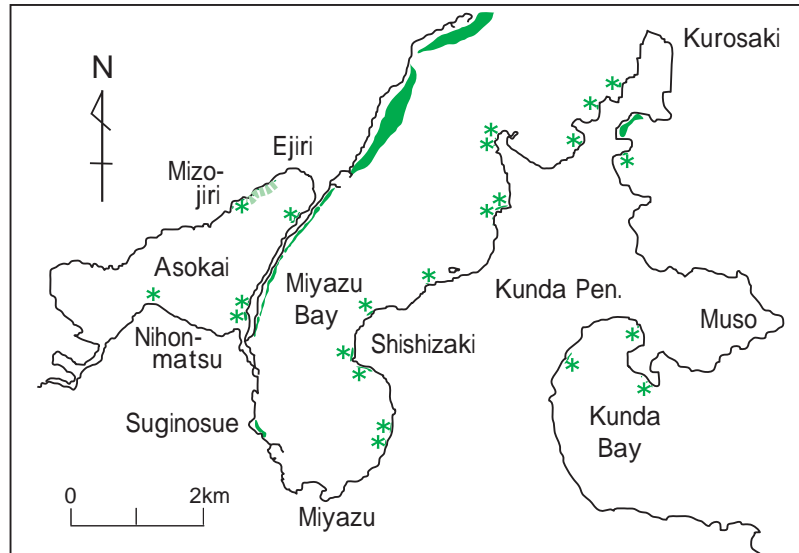 N
Kurosaki
Ejiri
Mizo-
jiri
Asokai
Miyazu
Bay
Kunda Pen.
Muso
Nihon-
matsu
Shishizaki
Suginosue
Kunda
Bay
0 2km
Miyazu